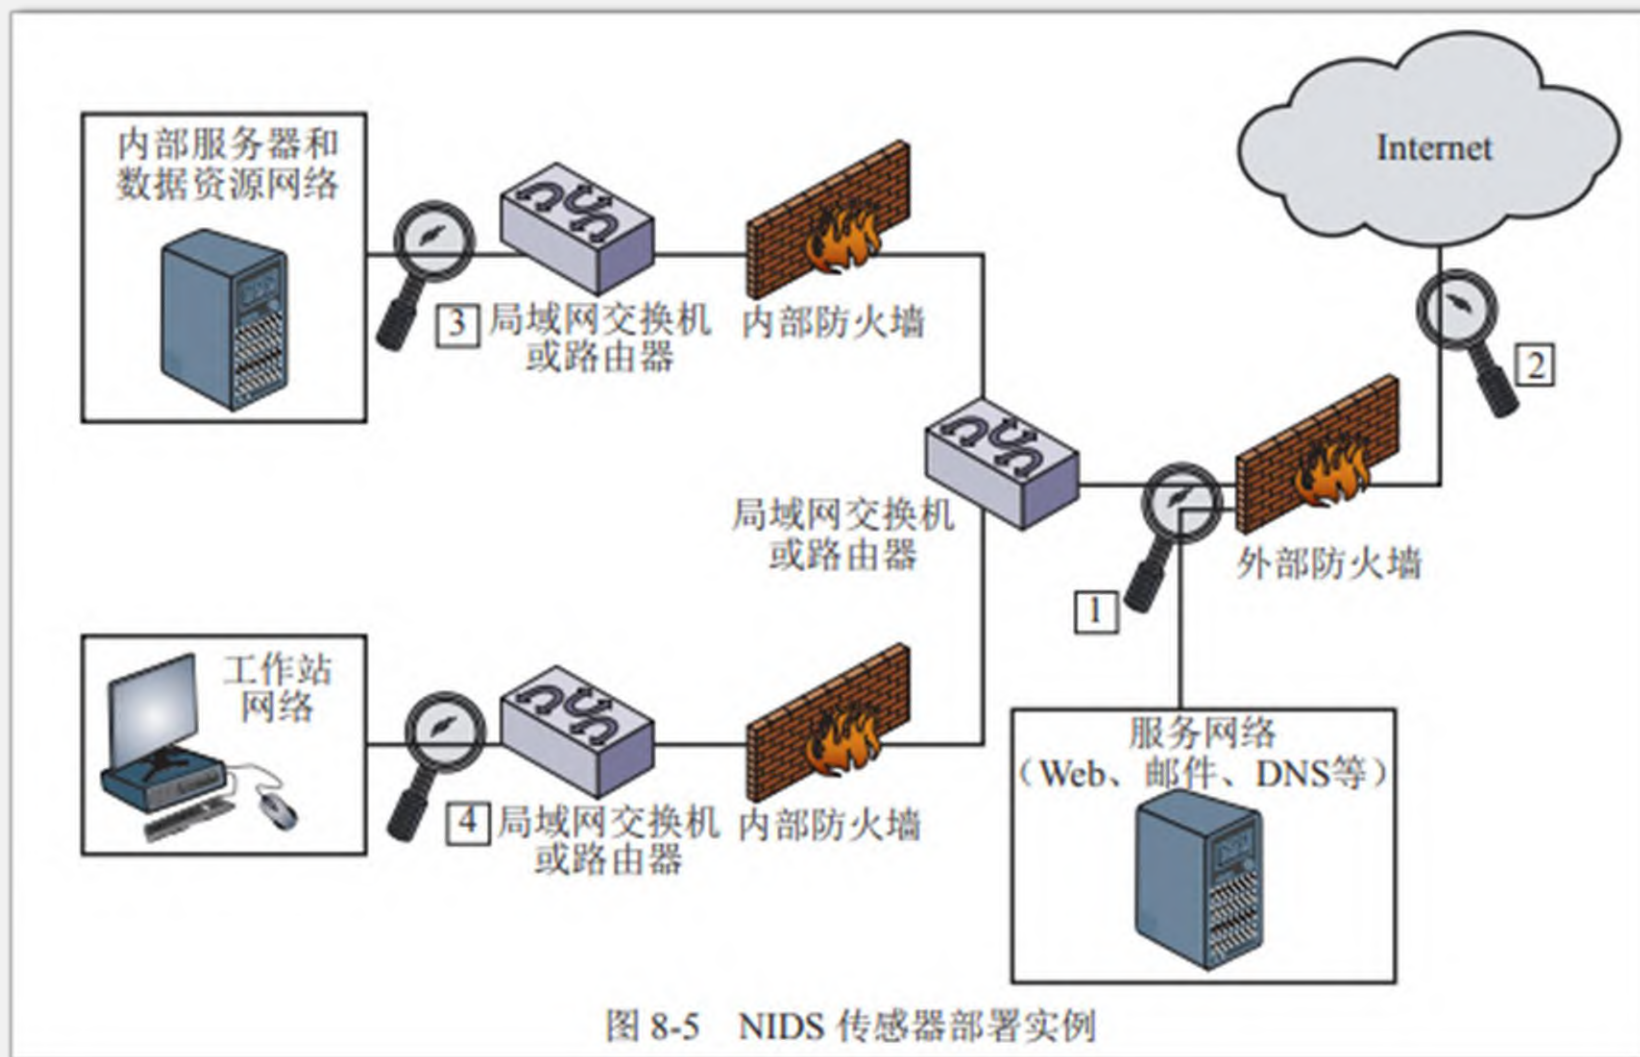 内部服务器和
数据资源网络
Internet
3
局域网交换机
或路由器
内部防火墙
2
局域网交换机
或路由器
外部防火墙
1
工作站
网络
4
局域网交换机
或路由器
内部防火墙
服务网络
（Web、邮件、DNS等）
图 8-5 NIDS 传感器部署实例